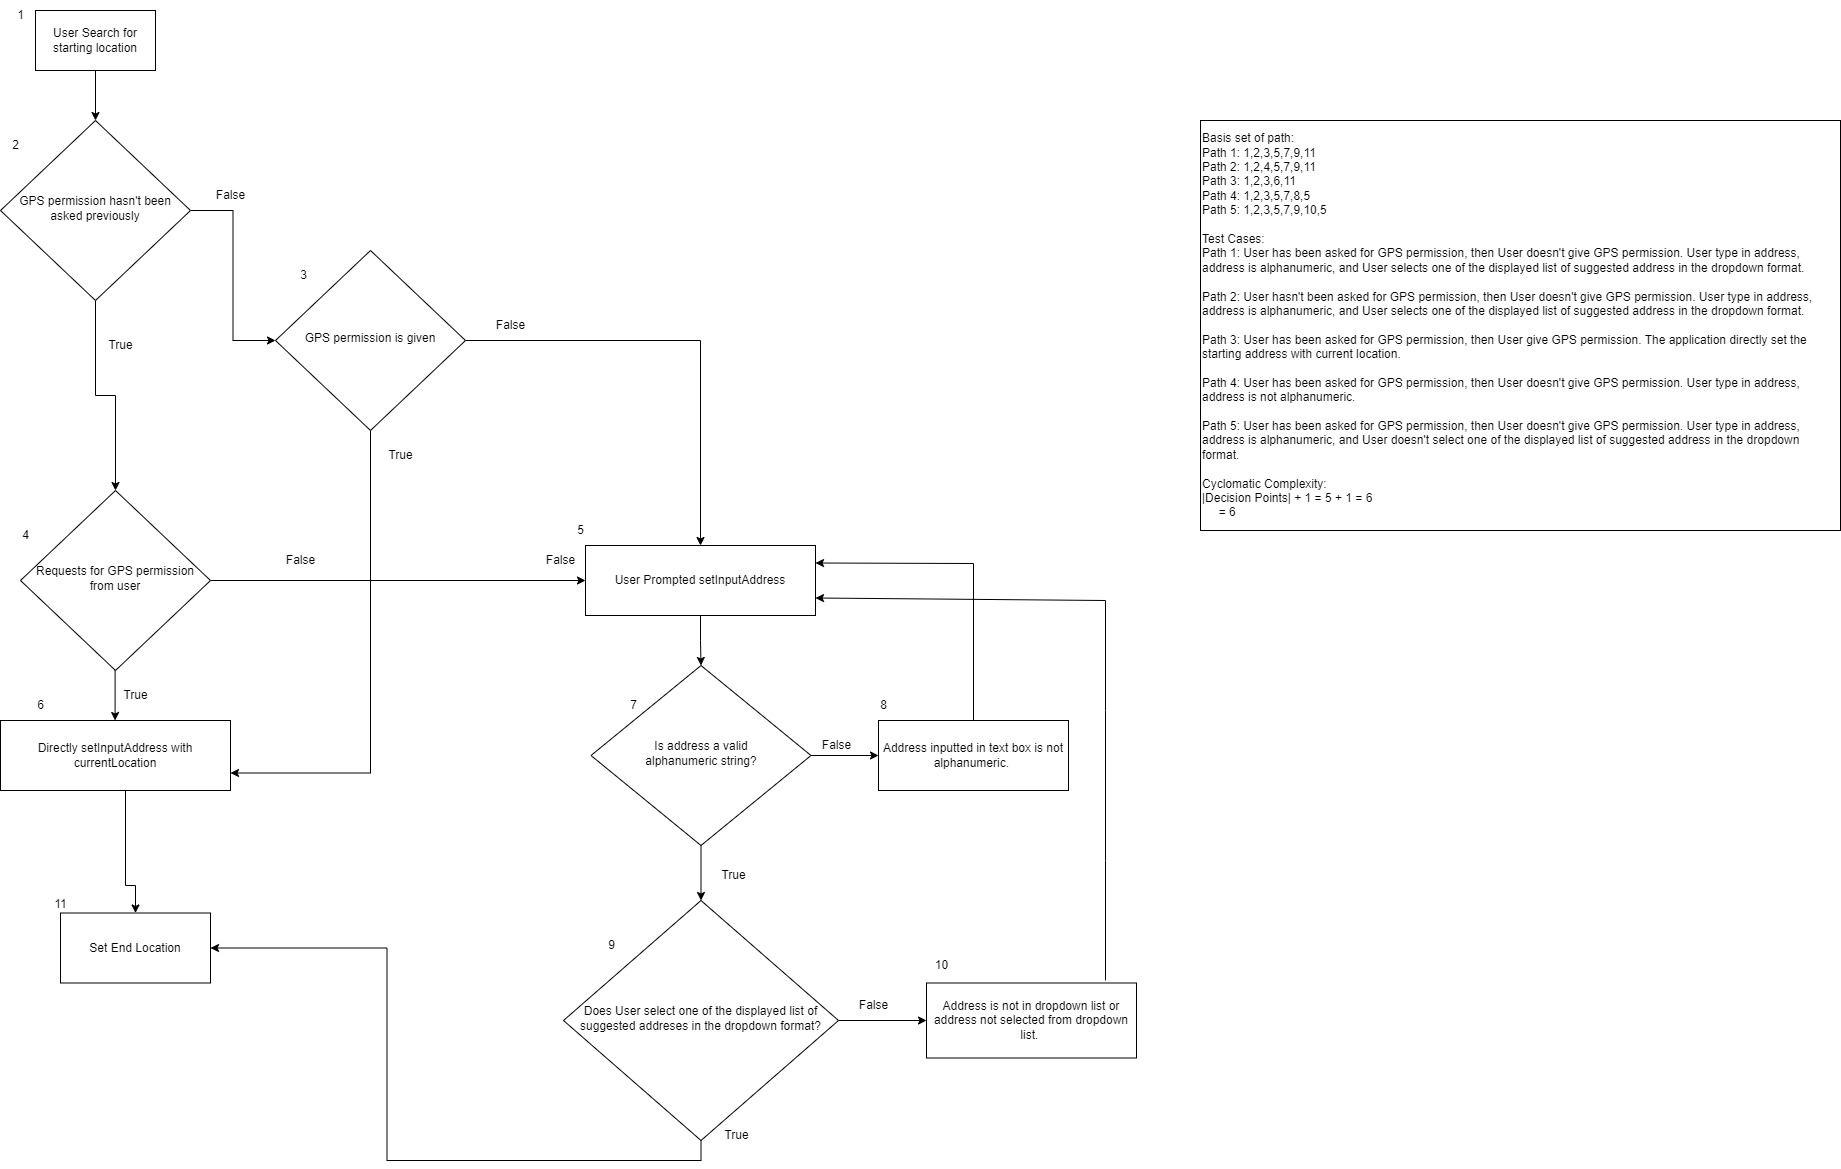 1
User Search for
starting location
2
GPS permission hasn't been
asked previously
False
True
3
GPS permission is given
False
True
4
Requests for GPS permission
from user
False
False
True
5
User Prompted setInputAddress
6
Directly setInputAddress with
currentLocation
7
Is address a valid
alphanumeric string?
False
True
8
Address inputted in text box is not
alphanumeric.
9
Does User select one of the displayed list of
suggested addreses in the dropdown format?
False
True
10
Address is not in dropdown list or
address not selected from dropdown
list.
11
Set End Location
Basis set of path:
Path 1: 1,2,3,5,7,9,11
Path 2: 1,2,4,5,7,9,11
Path 3: 1,2,3,6,11
Path 4: 1,2,3,5,7,8,5
Path 5: 1,2,3,5,7,9,10,5
Test Cases:
Path 1: User has been asked for GPS permission, then User doesn't give GPS permission. User type in address,
address is alphanumeric, and User selects one of the displayed list of suggested address in the dropdown format.
Path 2: User hasn't been asked for GPS permission, then User doesn't give GPS permission. User type in address,
address is alphanumeric, and User selects one of the displayed list of suggested address in the dropdown format.
Path 3: User has been asked for GPS permission, then User give GPS permission. The application directly set the
starting address with current location.
Path 4: User has been asked for GPS permission, then User doesn't give GPS permission. User type in address,
address is not alphanumeric.
Path 5: User has been asked for GPS permission, then User doesn't give GPS permission. User type in address,
address is alphanumeric, and User doesn't select one of the displayed list of suggested address in the dropdown
format.
Cyclomatic Complexity:
|Decision Points| + 1 = 5 + 1 = 6
= 6